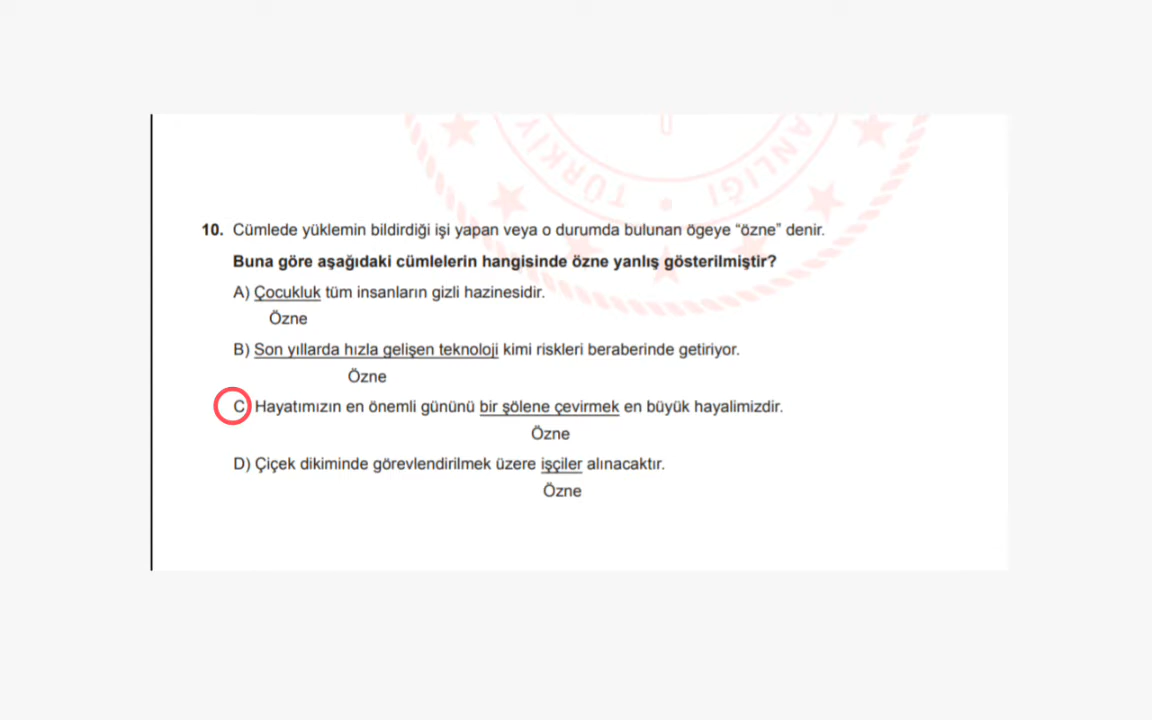 TÜRKİY
ANLIĞI
10. Cümlede yüklemin bildirdiği işi yapan veya o durumda bulunan ögeye “özne” denir.
Buna göre aşağıdaki cümlelerin hangisinde özne yanlış gösterilmiştir?
A) Çocukluk tüm insanların gizli hazinesidir.
Özne
B) Son yıllarda hızla gelişen teknoloji kimi riskleri beraberinde getiriyor.
Özne
C) Hayatımızın en önemli gününü bir şölene çevirmek en büyük hayalimizdir.
Özne
D) Çiçek dikiminde görevlendirilmek üzere işçiler alınacaktır.
Özne